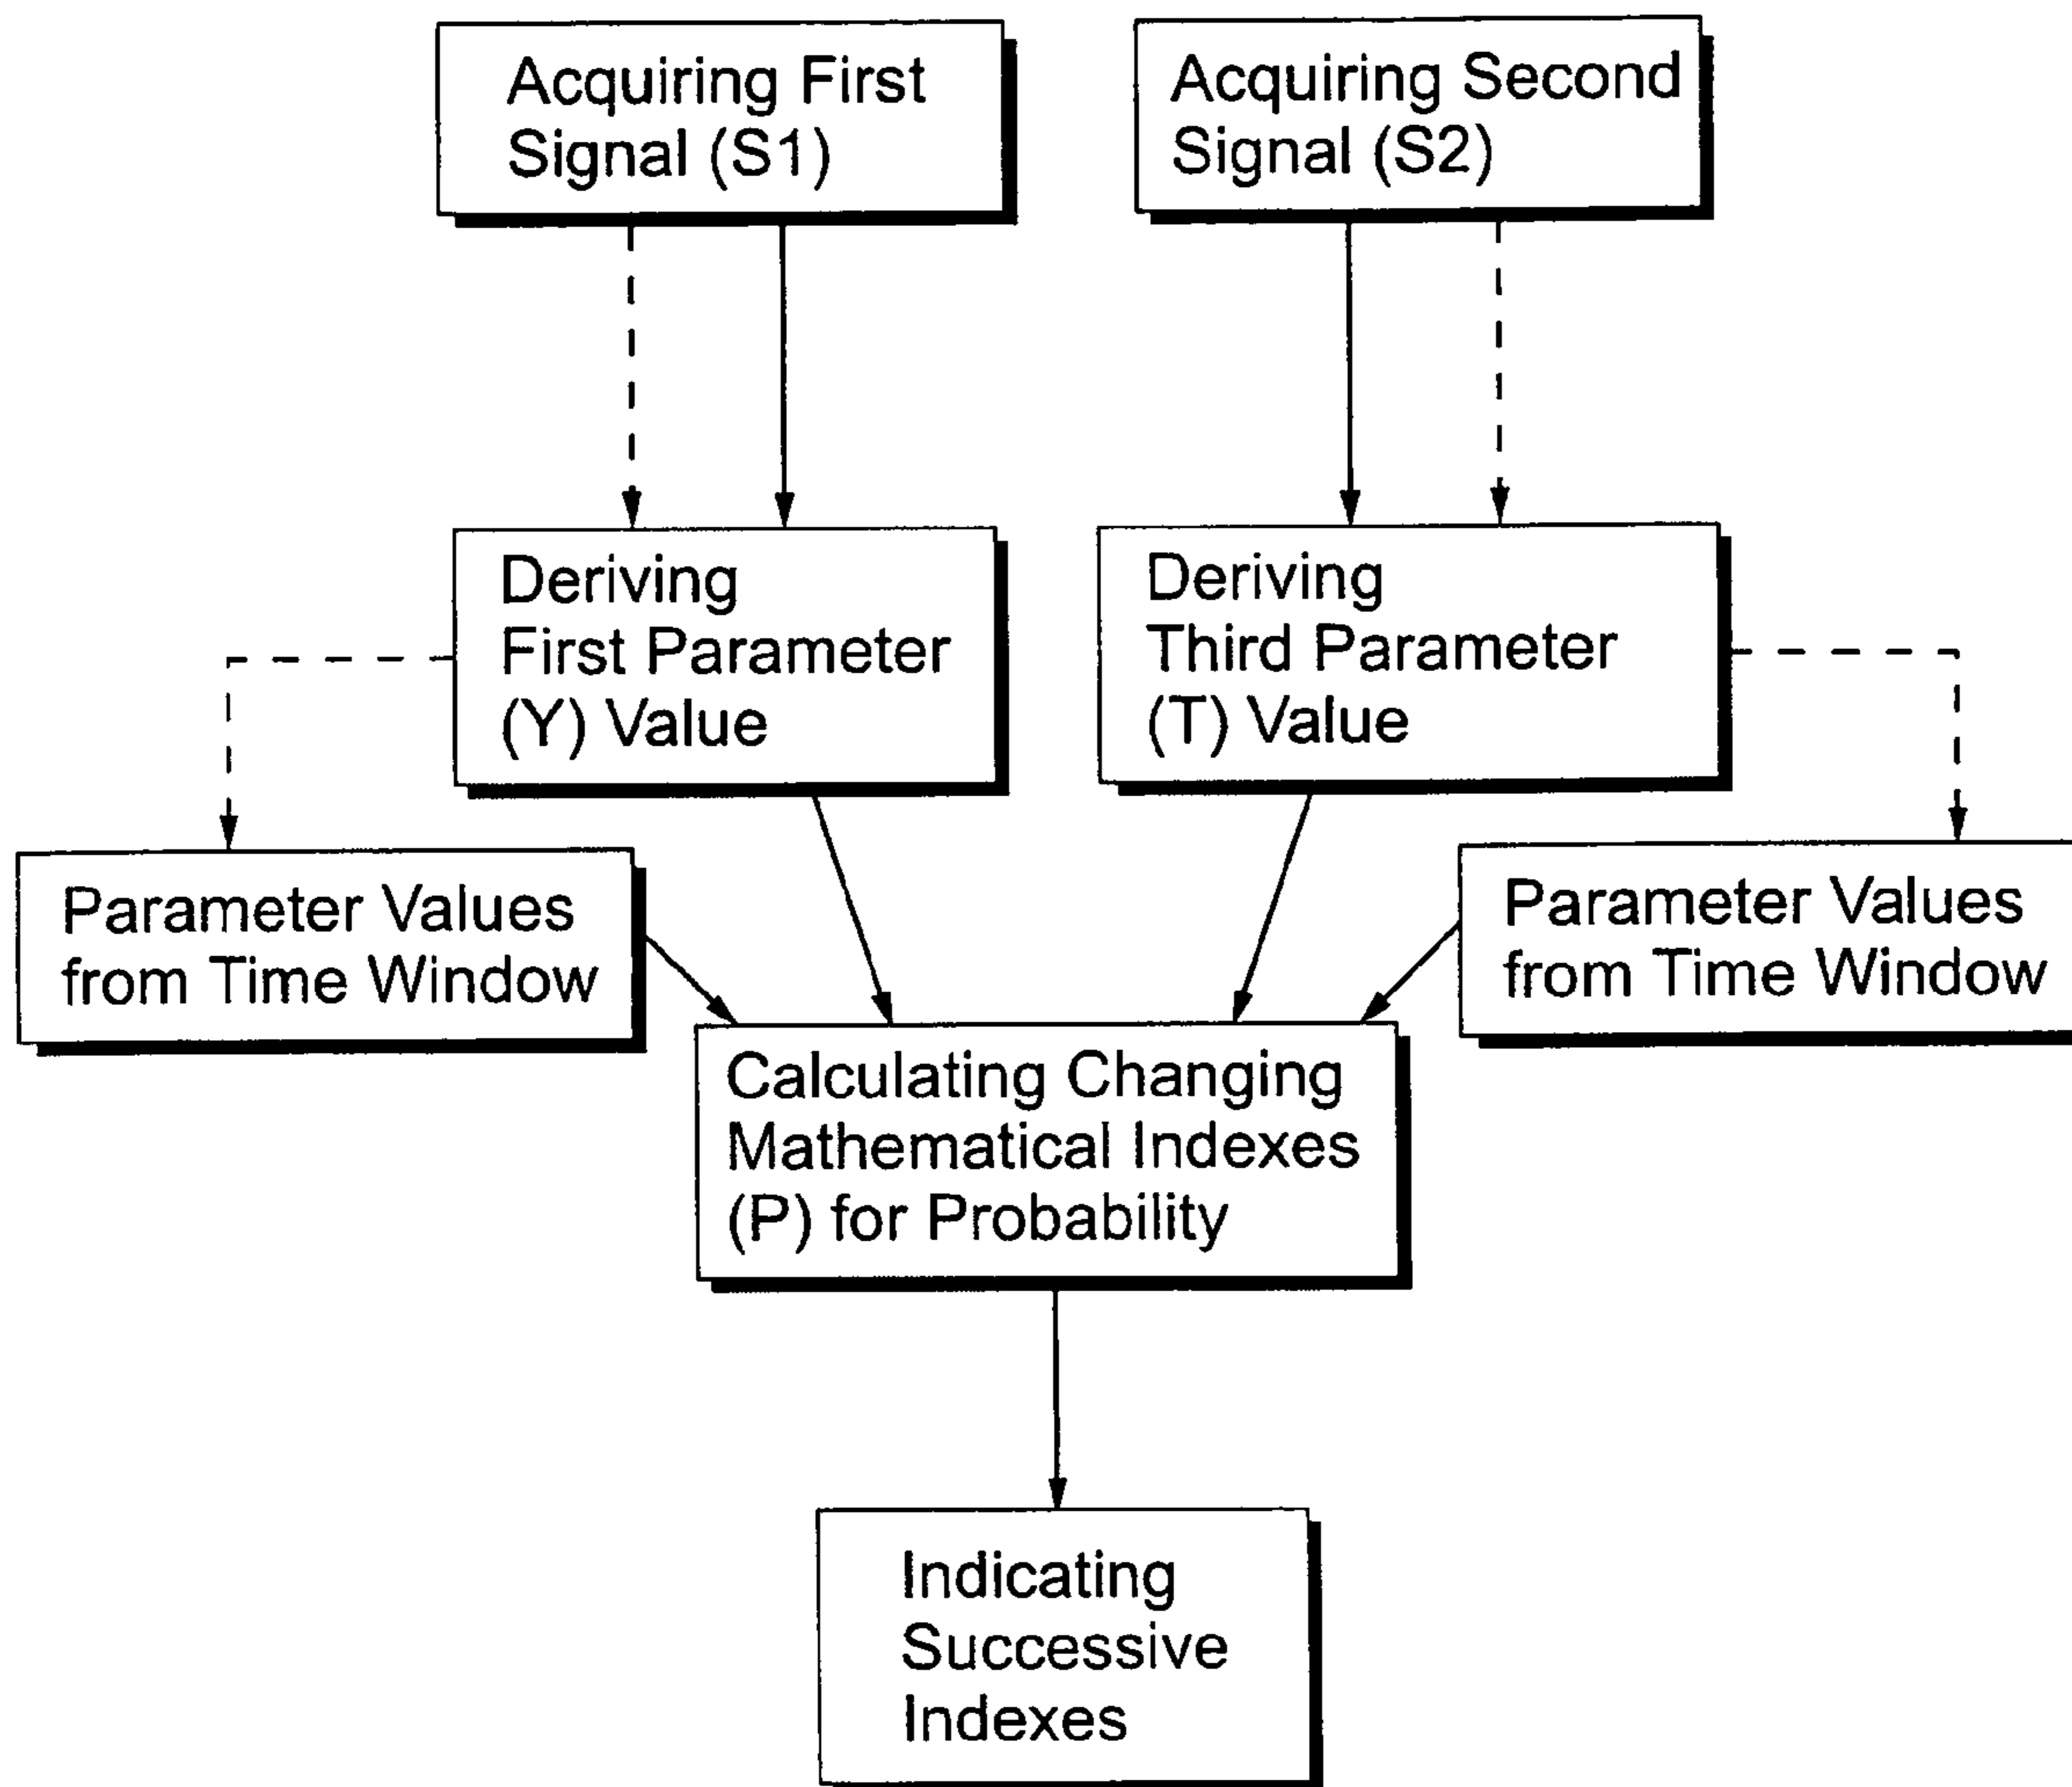 Acquiring First
Signal (S1)
Acquiring Second
Signal (S2)
Deriving
First Parameter
(Y) Value
Deriving
Third Parameter
(T) Value
Parameter Values
from Time Window
Parameter Values
from Time Window
Calculating Changing
Mathematical Indexes
(P) for Probability
Indicating
Successive
Indexes